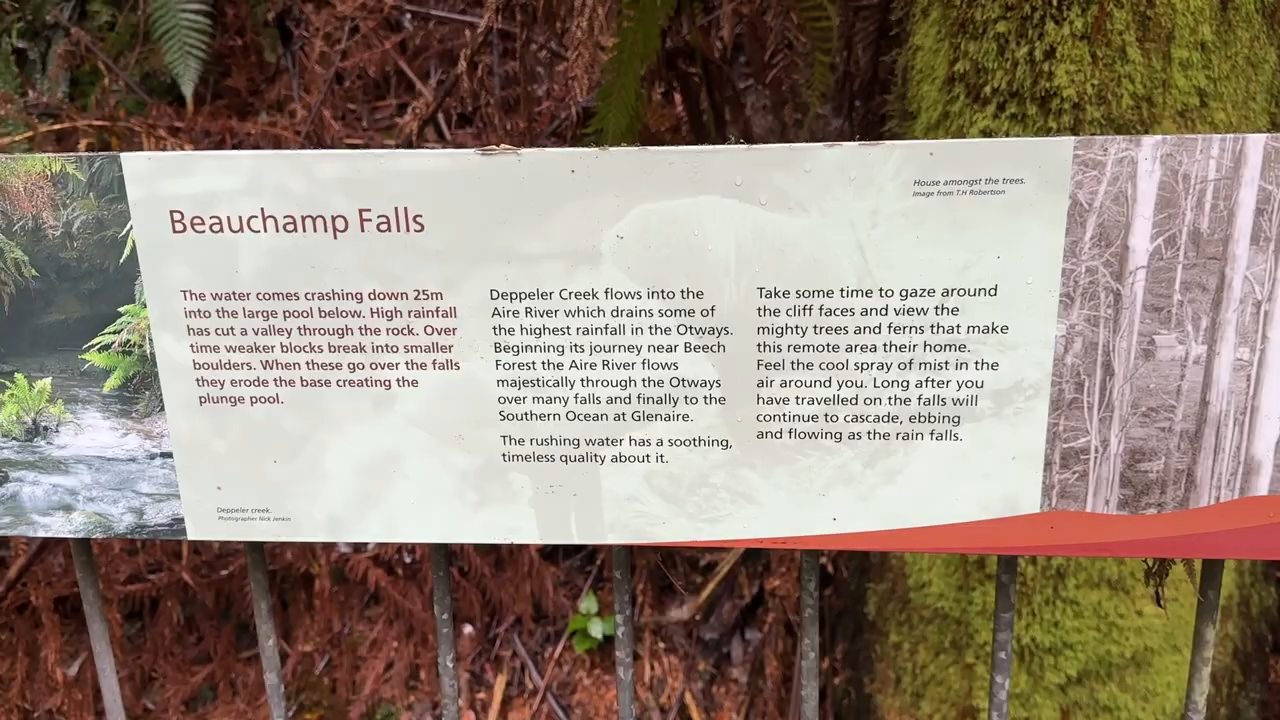 House amongst the trees.
Image from T.H Robertson
Beauchamp Falls
The water comes crashing down 25m
into the large pool below. High rainfall
has cut a valley through the rock. Over
time weaker blocks break into smaller
boulders. When these go over the falls
they erode the base creating the
plunge pool.
Deppeler Creek flows into the
Aire River which drains some of
the highest rainfall in the Otways.
Beginning its journey near Beech
Forest the Aire River flows
majestically through the Otways
over many falls and finally to the
Southern Ocean at Glenaire.
The rushing water has a soothing,
timeless quality about it.
Take some time to gaze around
the cliff faces and view the
mighty trees and ferns that make
this remote area their home.
Feel the cool spray of mist in the
air around you. Long after you
have travelled on the falls will
continue to cascade, ebbing
and flowing as the rain falls.
Deppeler creek.
Photographer Nick Jenkin